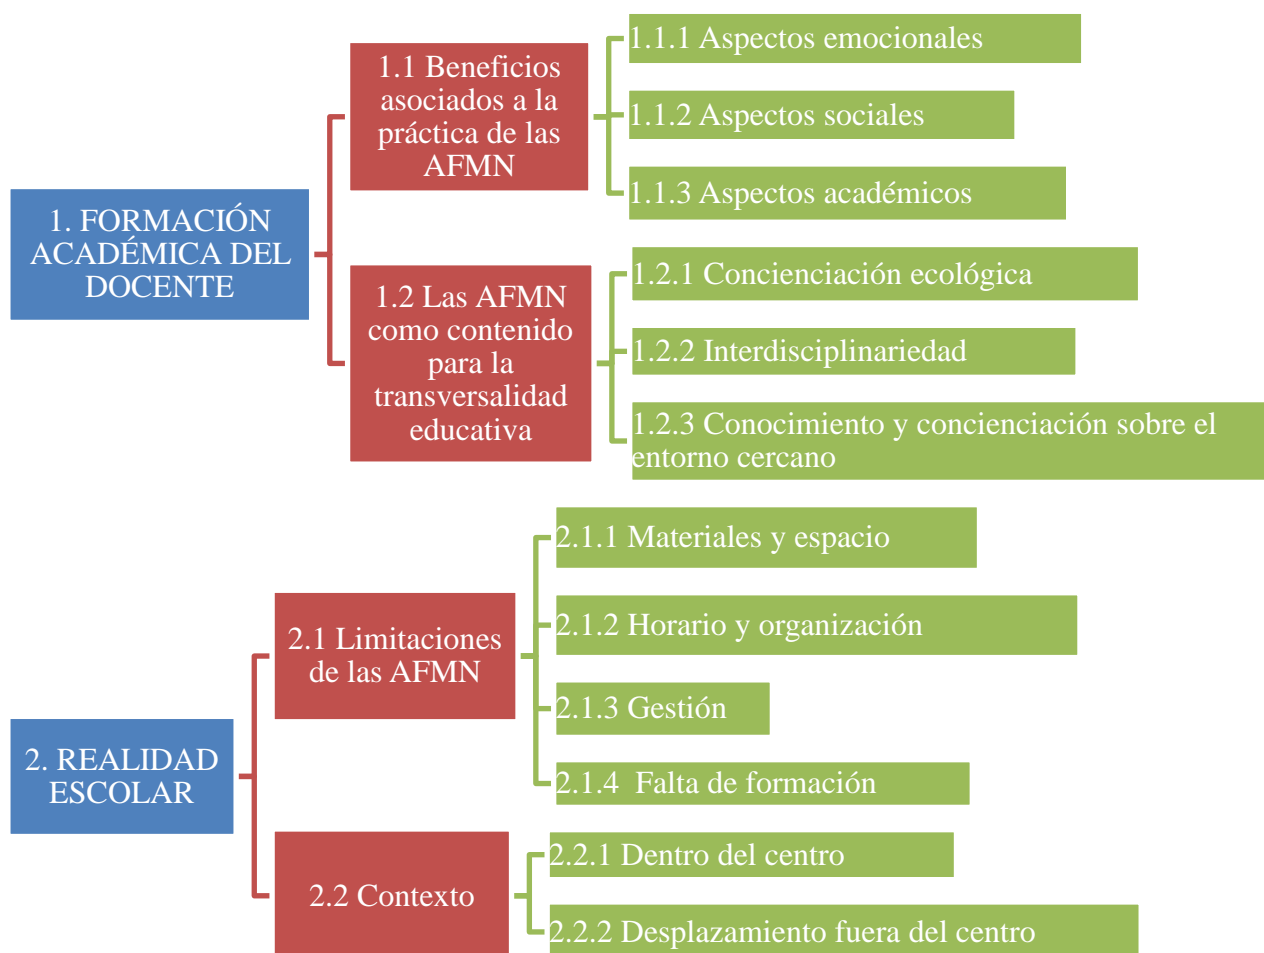 1. FORMACIÓN
ACADÉMICA DEL
DOCENTE
1.1 Beneficios
asociados a la
práctica de las
AFMN
1.1.1 Aspectos emocionales
1.1.2 Aspectos sociales
1.1.3 Aspectos académicos
1.2 Las AFMN
como contenido
para la
transversalidad
educativa
1.2.1 Concienciación ecológica
1.2.2 Interdisciplinariedad
1.2.3 Conocimiento y concienciación sobre el
entorno cercano
2. REALIDAD
ESCOLAR
2.1 Limitaciones
de las AFMN
2.1.1 Materiales y espacio
2.1.2 Horario y organización
2.1.3 Gestión
2.1.4 Falta de formación
2.2 Contexto
2.2.1 Dentro del centro
2.2.2 Desplazamiento fuera del centro